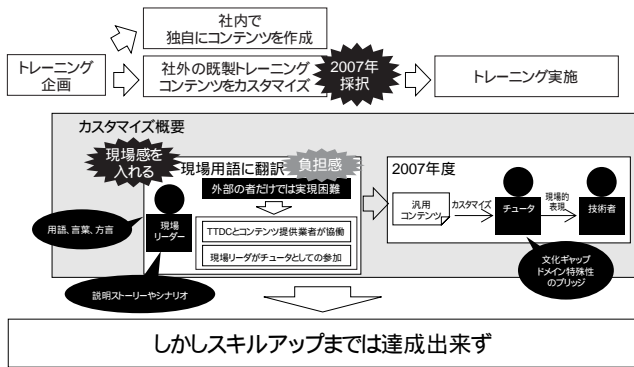 社内で
独自にコンテンツを作成
トレーニング
企画
社外の既製トレーニング
コンテンツをカスタマイズ
2007年
採択
トレーニング実施
カスタマイズ概要
現場感を
入れる
現場用語に翻訳
負担感
外部の者だけでは実現困難
用語、言葉、方言
現場
リーダー
TTDCとコンテンツ提供業者が協働
現場リーダがチュータとしての参加
説明ストーリーやシナリオ
2007年度
汎用
コンテンツ
カスタマイズ
チュータ
現場的
表現
技術者
文化ギャップ
ドメイン特殊性
のブリッジ
しかしスキルアップまでは達成出来ず